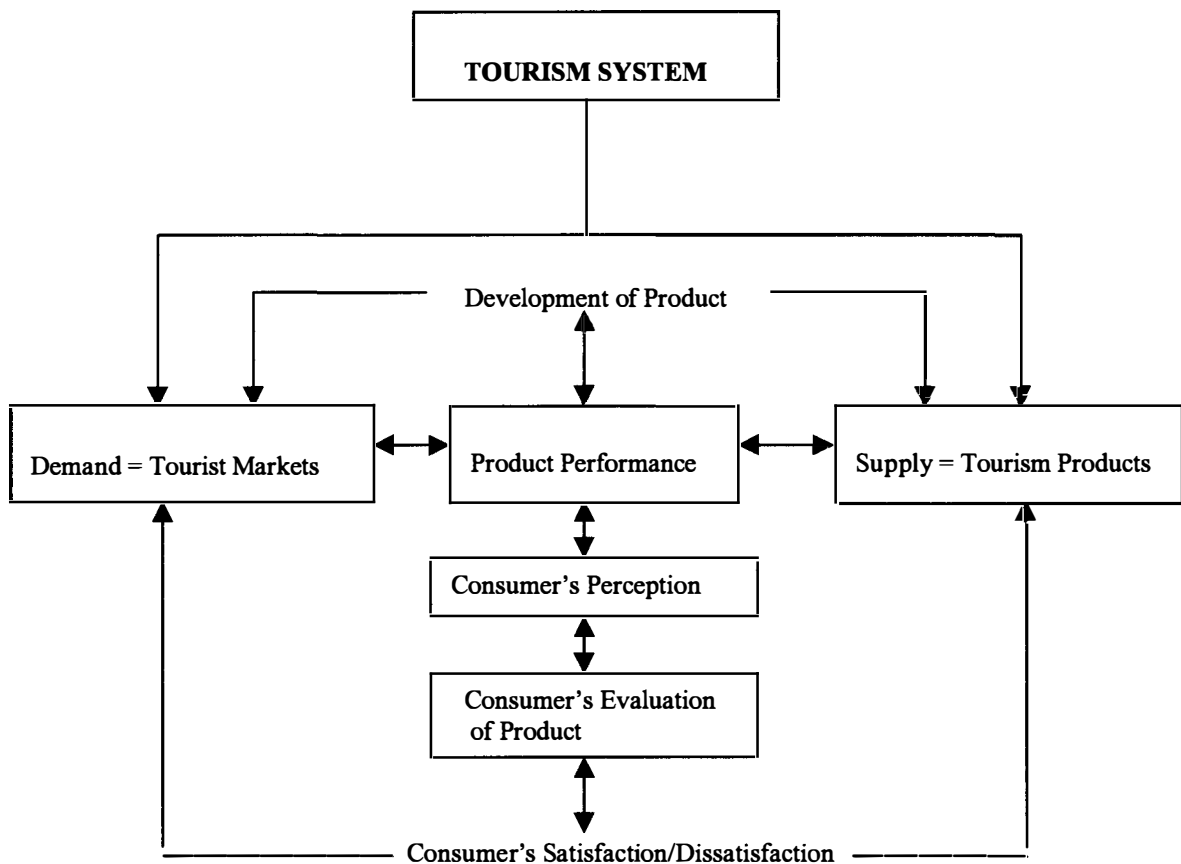 TOURISM SYSTEM
Development of Product
Demand = Tourist Markets
Product Performance
Supply = Tourism Products
Consumer’s Perception
Consumer’s Evaluation
of Product
Consumer’s Satisfaction/Dissatisfaction